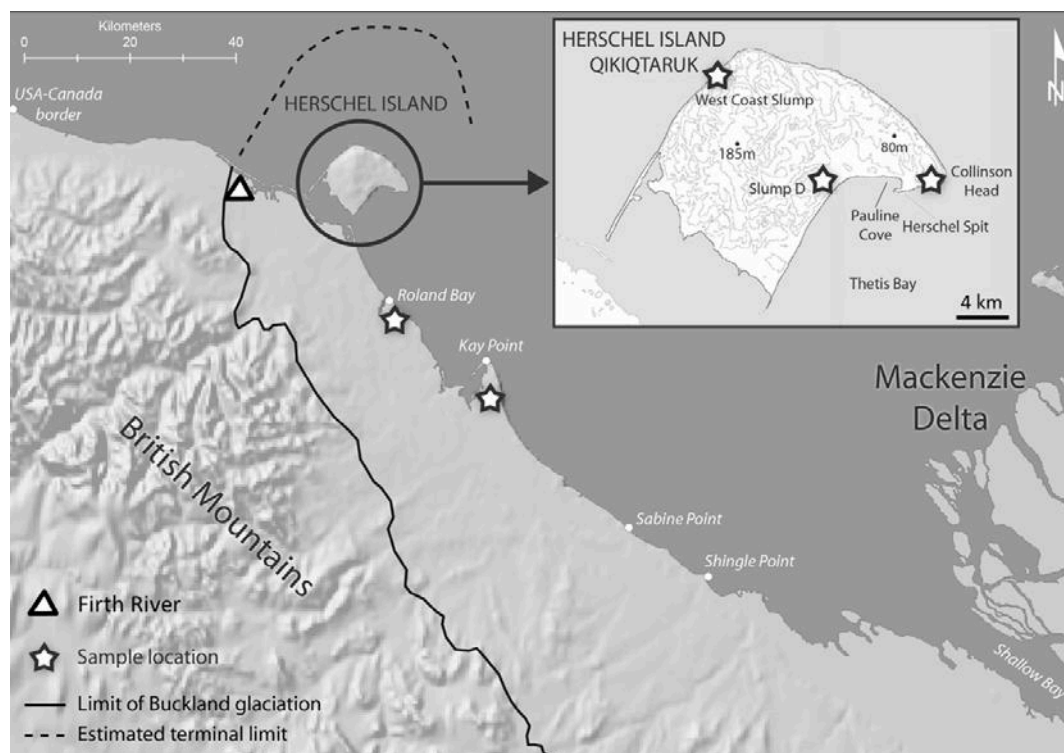 Kilometers
0 20 40
USA-Canada
border
HERSCHEL ISLAND
HERSCHEL ISLAND
QIKIQTARUK
West Coast Slump
185m
80m
Slump D
Collinson
Head
Pauline
Cove
Herschel Spit
Thetis Bay
4 km
N
Roland Bay
Kay Point
Mackenzie
Delta
British Mountains
Sabine Point
Shingle Point
Shallow Bay
Firth River
Sample location
Limit of Buckland glaciation
Estimated terminal limit